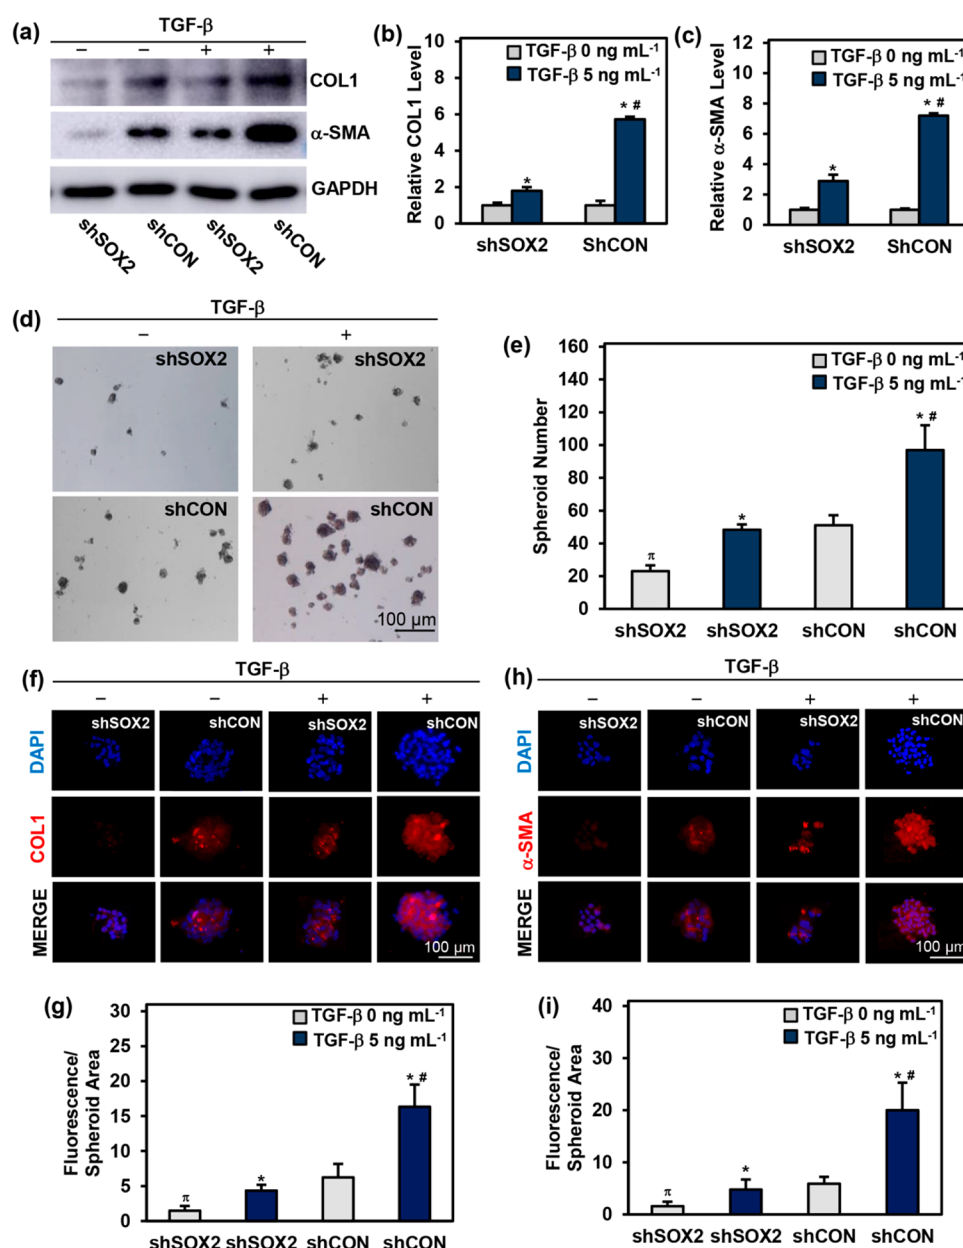 (a)
TGF-β
– – + +
COL1
α-SMA
GAPDH
shSOX2 shCON shSOX2 shCON
(b)
Relative COL1 Level
10
8
6
4
2
0
TGF-β 0 ng mL-1
TGF-β 5 ng mL-1
*
* #
shSOX2 ShCON
(c)
Relative α-SMA Level
12
10
8
6
4
2
0
TGF-β 0 ng mL-1
TGF-β 5 ng mL-1
*
* #
shSOX2 ShCON
(d)
TGF-β
– +
shSOX2 shSOX2
shCON shCON
100 µm
(e)
Spheroid Number
160
140
120
100
80
60
40
20
0
TGF-β 0 ng mL-1
TGF-β 5 ng mL-1
π
*
* #
shSOX2 shSOX2 shCON shCON
(f)
TGF-β
– – + +
shSOX2 shCON shSOX2 shCON
DAPI
COL1
MERGE
100 µm
(h)
TGF-β
– – + +
shSOX2 shCON shSOX2 shCON
DAPI
α-SMA
MERGE
100 µm
(g)
Fluorescence/
Spheroid Area
30
25
20
15
10
5
0
TGF-β 0 ng mL-1
TGF-β 5 ng mL-1
π
*
* #
shSOX2 shSOX2 shCON shCON
(i)
Fluorescence/
Spheroid Area
40
30
20
10
0
TGF-β 0 ng mL-1
TGF-β 5 ng mL-1
π
*
* #
shSOX2 shSOX2 shCON shCON